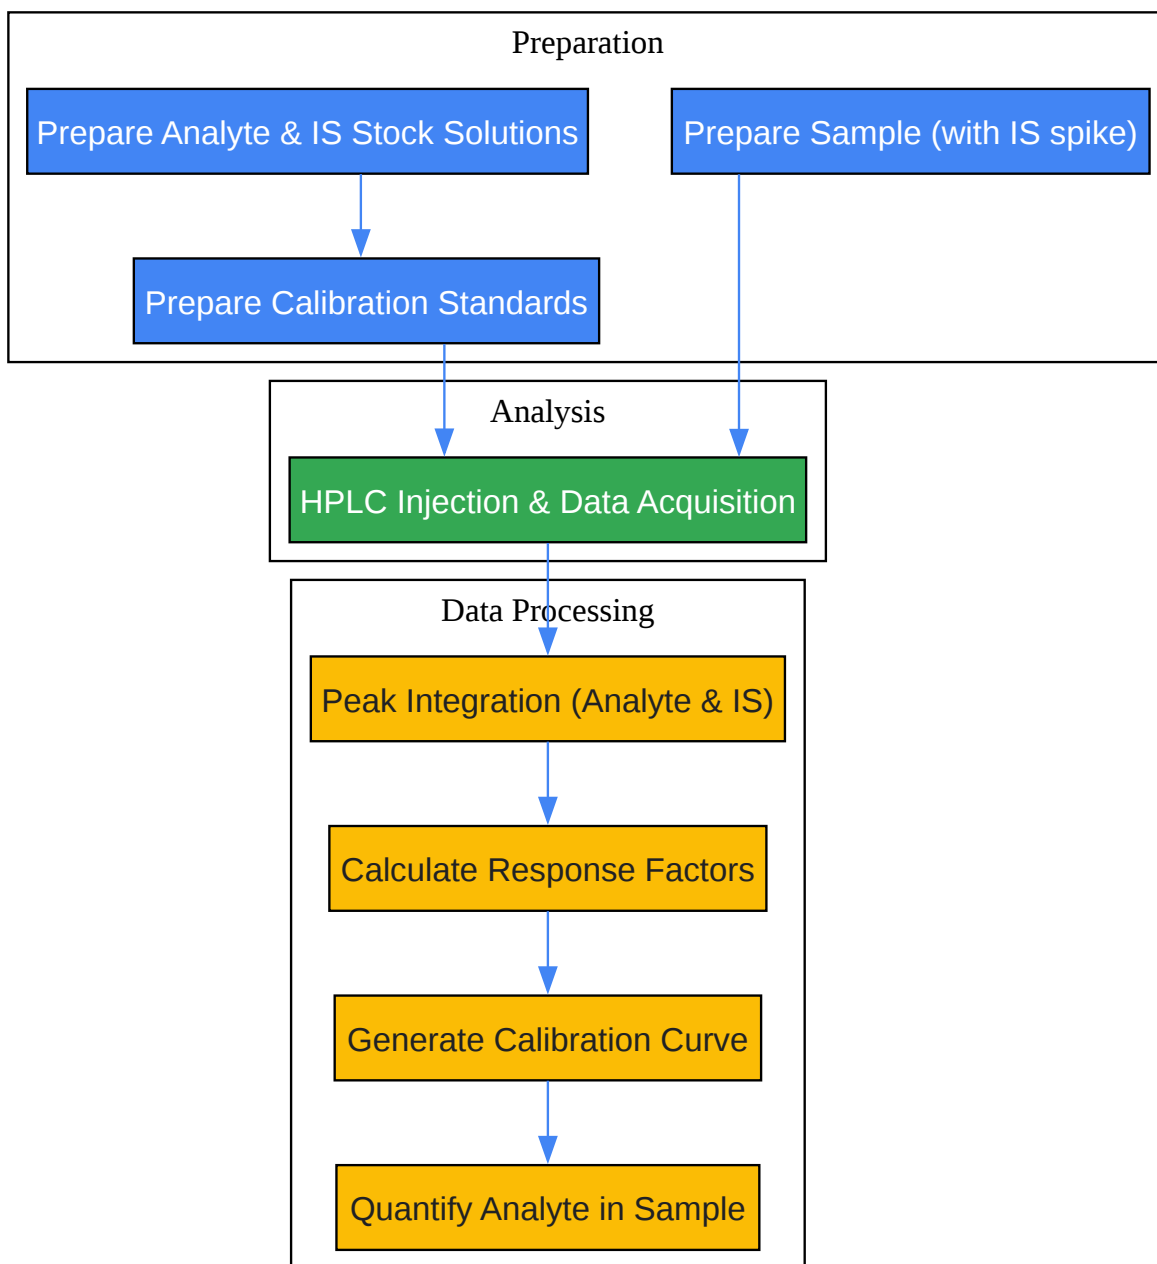 Preparation
Prepare Analyte & IS Stock Solutions
Prepare Sample (with IS spike)
Prepare Calibration Standards
Analysis
HPLC Injection & Data Acquisition
Data Processing
Peak Integration (Analyte & IS)
Calculate Response Factors
Generate Calibration Curve
Quantify Analyte in Sample